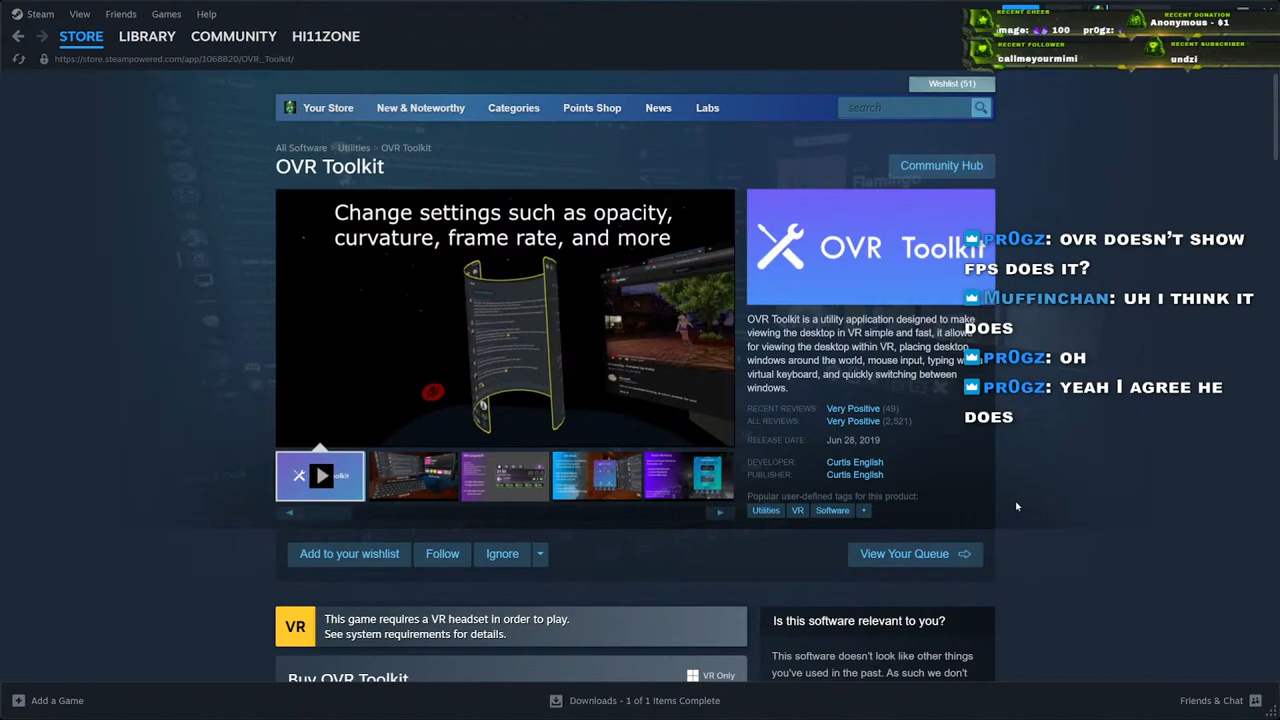 Steam View Friends Games Help
STORE LIBRARY COMMUNITY HI11ZONE
https://store.steampowered.com/app/1068820/OVR_Toolkit/
RECENT CHEER
100 pr0gz:
RECENT DONATION
Anonymous - $1
RECENT FOLLOWER
callmeyourmimi
RECENT SUBSCRIBER
undzi
Wishlist (51)
Your Store New & Noteworthy Categories Points Shop News Labs
search
All Software Utilities OVR Toolkit
OVR Toolkit
Community Hub
Change settings such as opacity,
curvature, frame rate, and more
OVR Toolkit
OVR Toolkit is a utility application designed to make
viewing the desktop in VR simple and fast, it allows
for viewing the desktop within VR, placing desktop
windows around the world, mouse input, typing
virtual keyboard, and quickly switching between
windows.
RECENT REVIEWS: Very Positive (49)
ALL REVIEWS: Very Positive (2,521)
RELEASE DATE: Jun 28, 2019
DEVELOPER: Curtis English
PUBLISHER: Curtis English
Popular user-defined tags for this product:
Utilities VR Software +
PR0GZ: OVR DOESN'T SHOW
FPS DOES IT?
MUFFINCHAN: UH I THINK IT
DOES
PR0GZ: OH
PR0GZ: YEAH I AGREE HE
DOES
Add to your wishlist Follow Ignore View Your Queue
VR
This game requires a VR headset in order to play.
See system requirements for details.
Is this software relevant to you?
This software doesn't look like other things
you've used in the past. As such we don't
Buy OVR Toolkit
VR Only
Add a Game
Downloads - 1 of 1 Items Complete
Friends & Chat